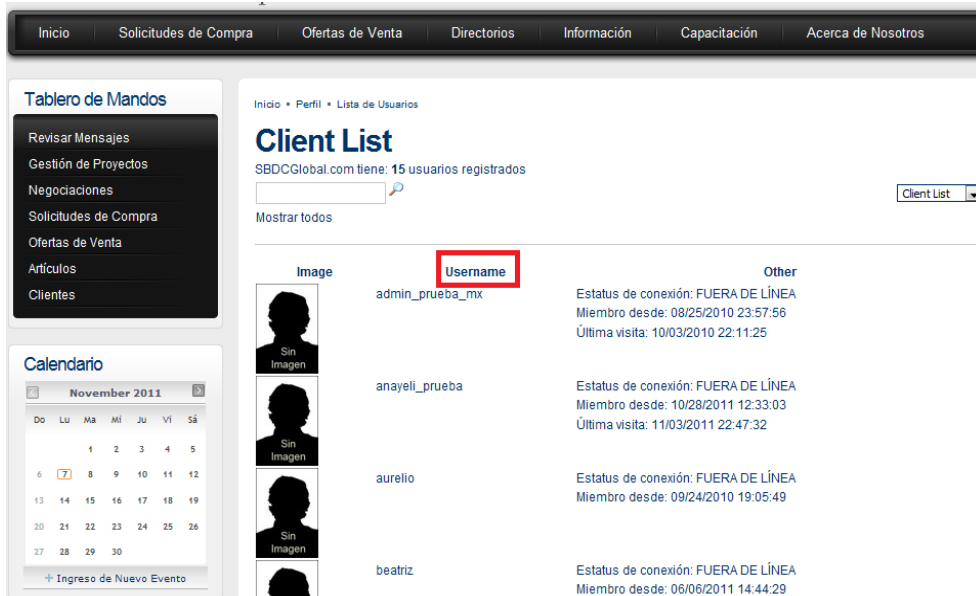 Inicio Solicitudes de Compra Ofertas de Venta Directorios Información Capacitación Acerca de Nosotros
Tablero de Mandos
Revisar Mensajes
Gestión de Proyectos
Negociaciones
Solicitudes de Compra
Ofertas de Venta
Artículos
Clientes
Calendario
November 2011
Do Lu Ma Mí Ju Ví Sá
1 2 3 4 5
6 7 8 9 10 11 12
13 14 15 16 17 18 19
20 21 22 23 24 25 26
27 28 29 30
+ Ingreso de Nuevo Evento
Inicio • Perfil • Lista de Usuarios
Client List
SBDCGlobal.com tiene: 15 usuarios registrados
Client List
Mostrar todos
Image Username Other
Sin
Imagen
admin_prueba_mx
Estatus de conexión: FUERA DE LÍNEA
Miembro desde: 08/25/2010 23:57:56
Última visita: 10/03/2010 22:11:25
Sin
Imagen
anayeli_prueba
Estatus de conexión: FUERA DE LÍNEA
Miembro desde: 10/28/2011 12:33:03
Última visita: 11/03/2011 22:47:32
Sin
Imagen
aurelio
Estatus de conexión: FUERA DE LÍNEA
Miembro desde: 09/24/2010 19:05:49
beatriz
Estatus de conexión: FUERA DE LÍNEA
Miembro desde: 06/06/2011 14:44:29